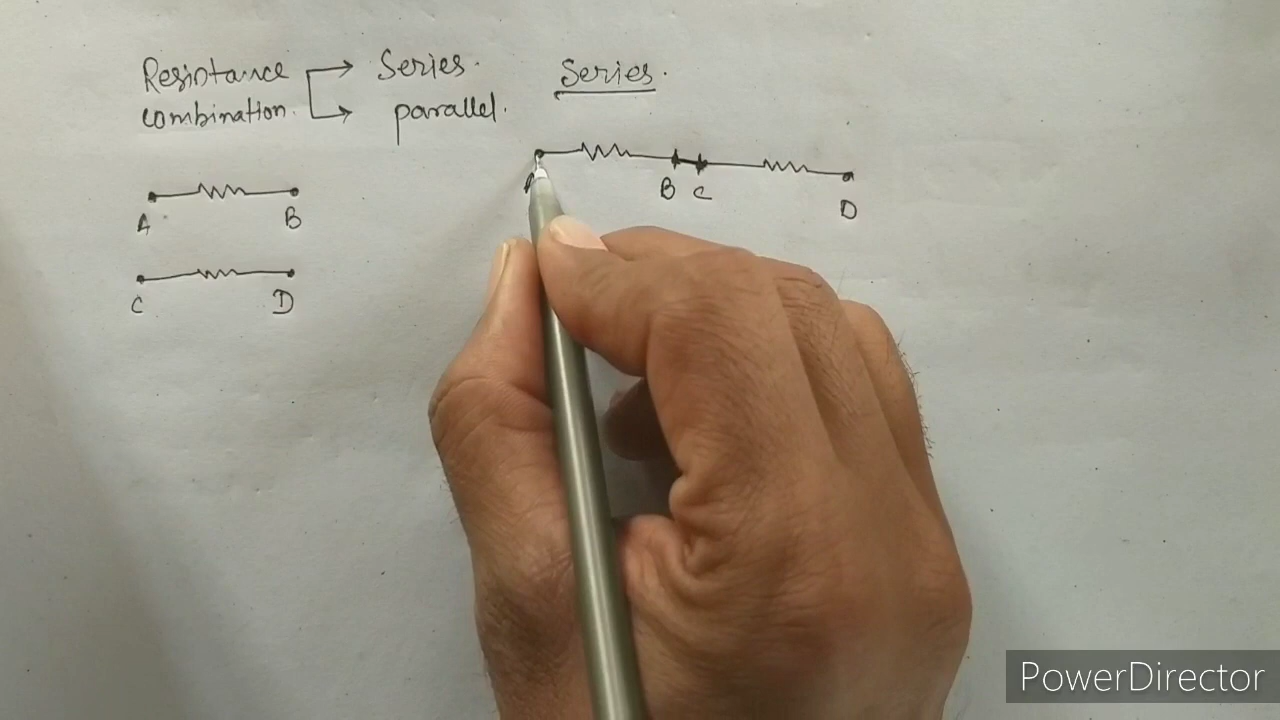 Resistance
combination.
Series.
parallel.
Series.
A
B
C
D
B
C
D
PowerDirector